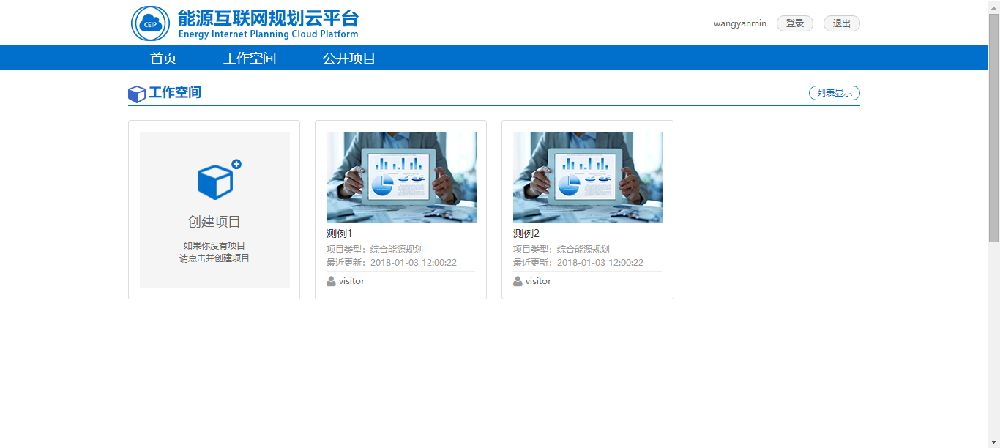 CEIP
能源互联网规划云平台
Energy Internet Planning Cloud Platform
wangyanmin
登录
退出
首页
工作空间
公开项目
工作空间
列表显示
创建项目
如果你没有项目
请点击并创建项目
测例1
项目类型：综合能源规划
最近更新：2018-01-03 12:00:22
visitor
测例2
项目类型：综合能源规划
最近更新：2018-01-03 12:00:22
visitor